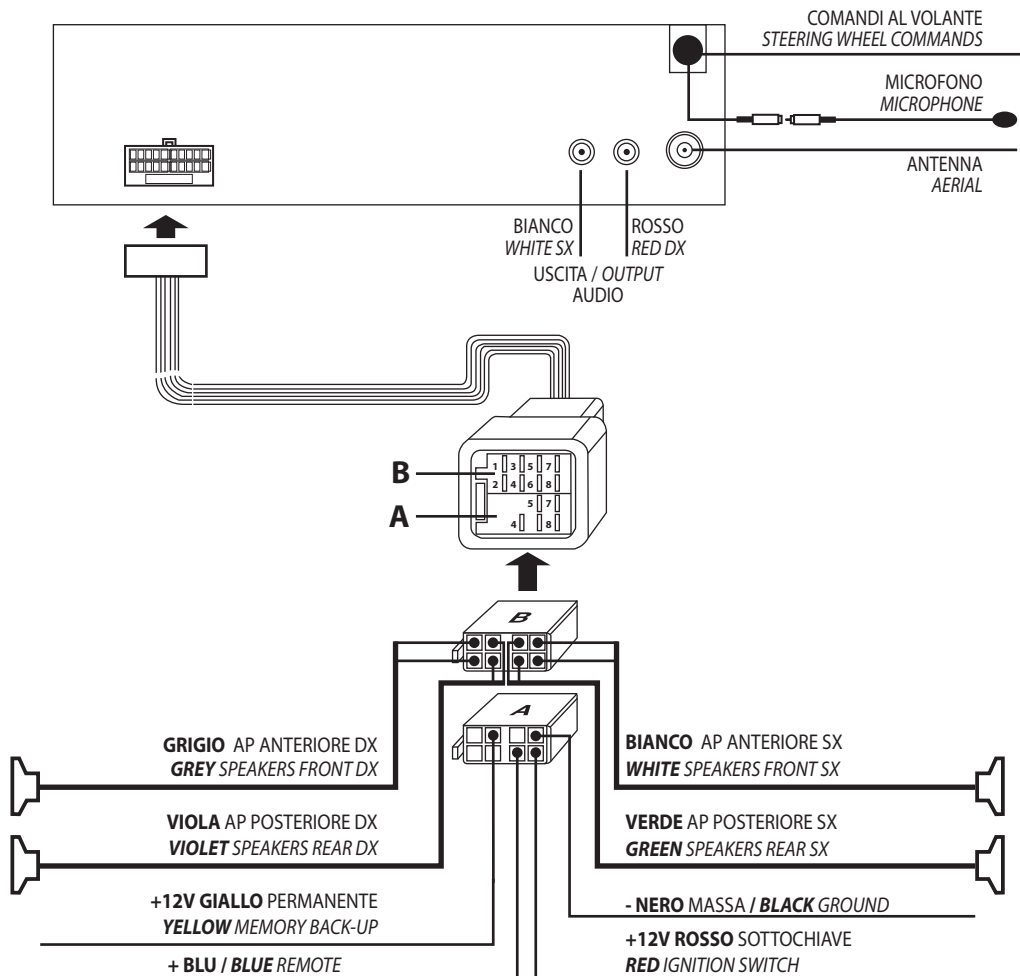 COMANDI AL VOLANTE
STEERING WHEEL COMMANDS
MICROFONO
MICROPHONE
ANTENNA
AERIAL
BIANCO
WHITE SX
ROSSO
RED DX
USCITA / OUTPUT
AUDIO
B
1 3 5 7
2 4 6 8
A
5 7
4 8
B
A
GRIGIO AP ANTERIORE DX
GREY SPEAKERS FRONT DX
BIANCO AP ANTERIORE SX
WHITE SPEAKERS FRONT SX
VIOLA AP POSTERIORE DX
VIOLET SPEAKERS REAR DX
VERDE AP POSTERIORE SX
GREEN SPEAKERS REAR SX
+12V GIALLO PERMANENTE
YELLOW MEMORY BACK-UP
- NERO MASSA / BLACK GROUND
+ BLU / BLUE REMOTE
+12V ROSSO SOTTOCHIAVE
RED IGNITION SWITCH